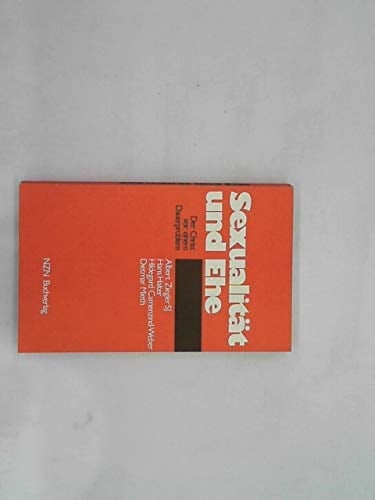 Sexualität
und Ehe
Der Christ
vor einem
Dauerproblem
Albert Ziegler SJ
Hans Halter
Hildegard Camenzind-Weber
Dietmar Mieth
NZN Buchverlag